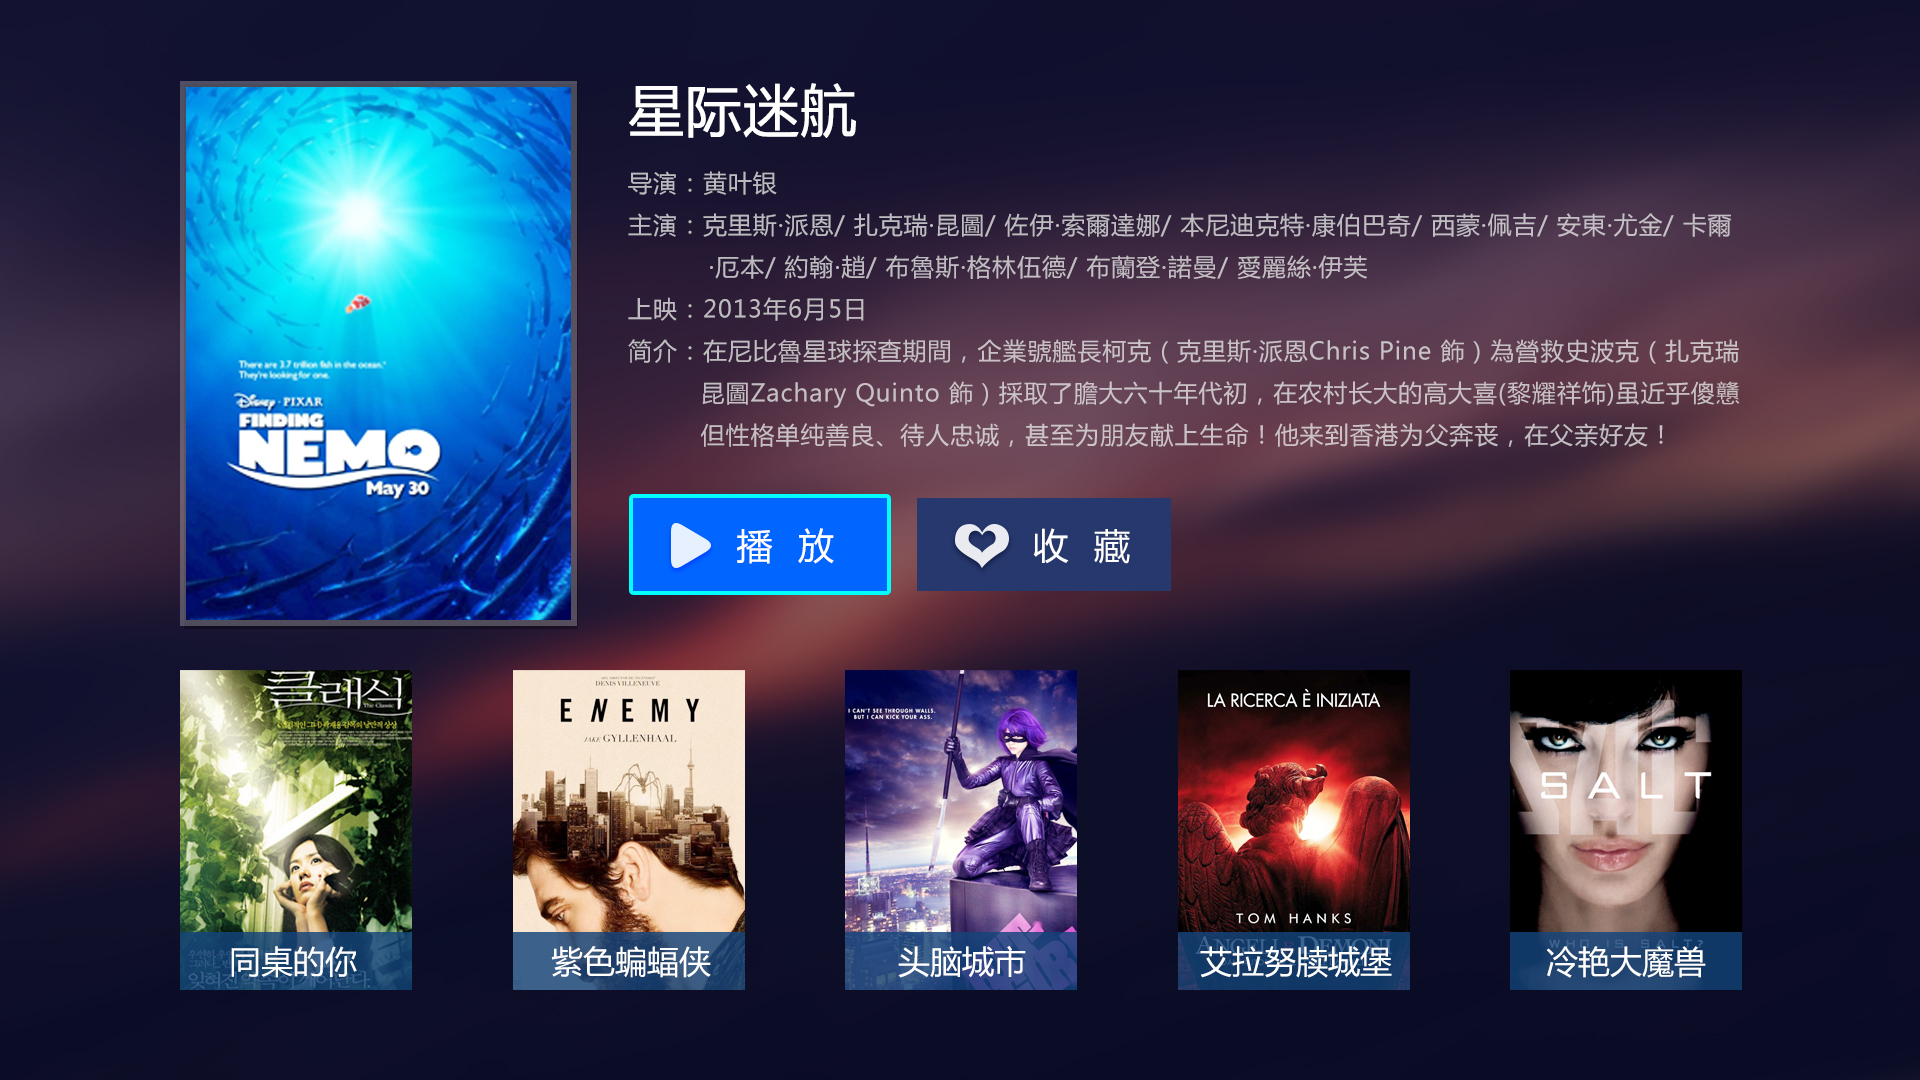 There are 3.7 trillion fish in the ocean.
They're looking for one.
Disney · PIXAR
FINDING
NEMO
May 30
星际迷航
导演：黄叶银
主演：克里斯·派恩/ 扎克瑞·昆圖/ 佐伊·索爾達娜/ 本尼迪克特·康伯巴奇/ 西蒙·佩吉/ 安東·尤金/ 卡爾
·厄本/ 約翰·趙/ 布魯斯·格林伍德/ 布蘭登·諾曼/ 愛麗絲·伊芙
上映：2013年6月5日
简介：在尼比魯星球探查期間，企業號艦長柯克（克里斯·派恩Chris Pine 飾）為營救史波克（扎克瑞
昆圖Zachary Quinto 飾）採取了膽大六十年代初，在农村长大的高大喜(黎耀祥饰)虽近乎傻戆
但性格单纯善良、待人忠诚，甚至为朋友献上生命！他来到香港为父奔丧，在父亲好友！
播 放
收 藏
클래식
The Classic
同桌的你
DENIS VILLENEUVE
ENEMY
JAKE GYLLENHAAL
紫色蝙蝠侠
I CAN'T SEE THROUGH WALLS.
BUT I CAN KICK YOUR ASS.
头脑城市
LA RICERCA È INIZIATA
TOM HANKS
ANGELI E DEMONI
艾拉努牍城堡
SALT
WHO IS SALT?
冷艳大魔兽